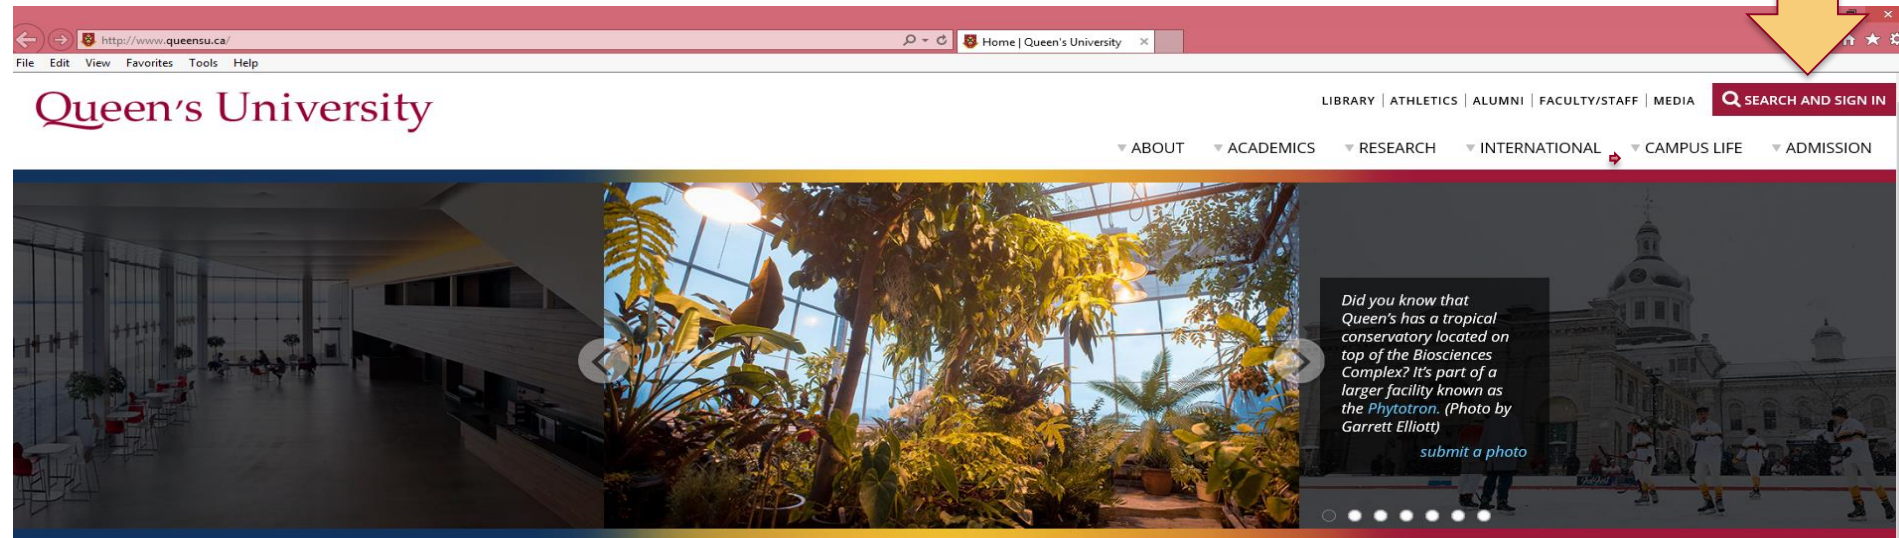 http://www.queensu.ca/
Home | Queen's University
File Edit View Favorites Tools Help
Queen's University
LIBRARY | ATHLETICS | ALUMNI | FACULTY/STAFF | MEDIA
SEARCH AND SIGN IN
ABOUT ACADEMICS RESEARCH INTERNATIONAL CAMPUS LIFE ADMISSION
Did you know that
Queen's has a tropical
conservatory located on
top of the Biosciences
Complex? It's part of a
larger facility known as
the Phytotron. (Photo by
Garrett Elliott)
submit a photo